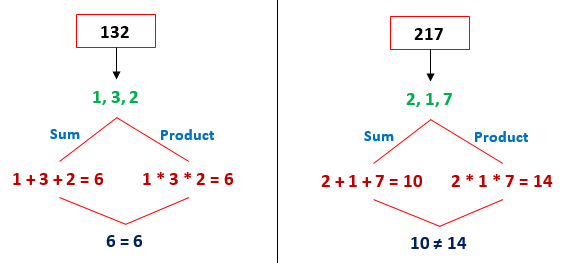 132
1, 3, 2
Sum
Product
1 + 3 + 2 = 6
1 * 3 * 2 = 6
6 = 6
217
2, 1, 7
Sum
Product
2 + 1 + 7 = 10
2 * 1 * 7 = 14
10 ≠ 14